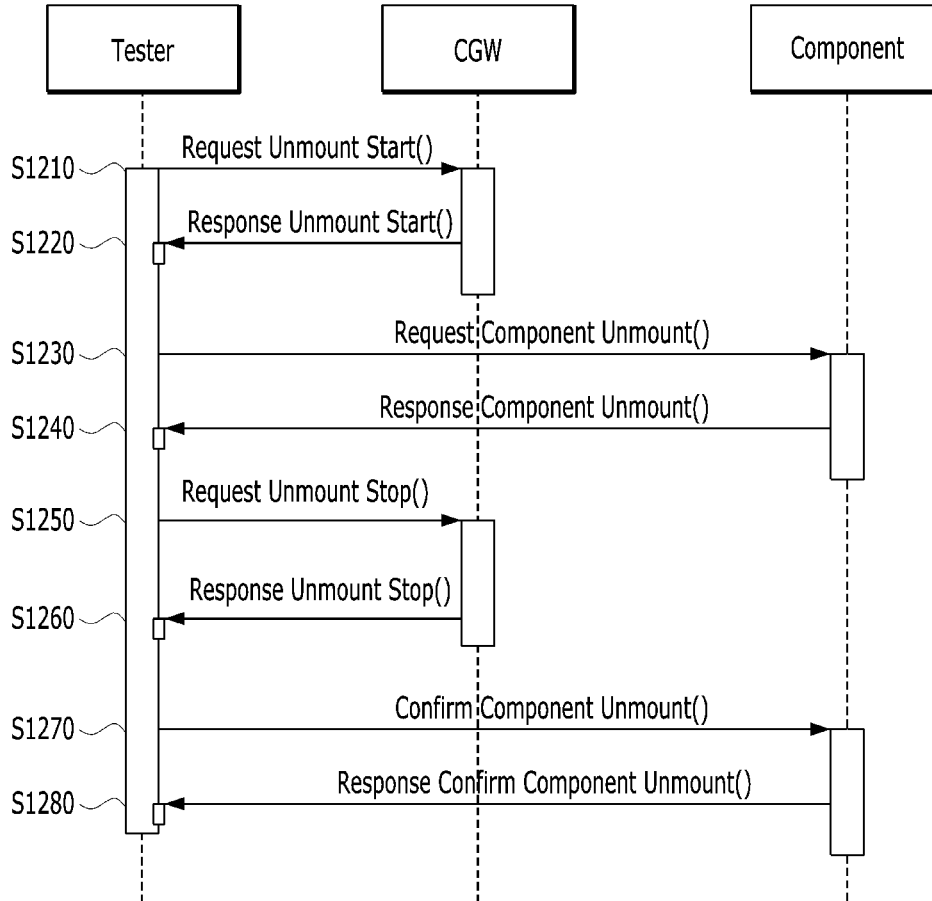 Tester
CGW
Component
Request Unmount Start()
S1210
Response Unmount Start()
S1220
Request Component Unmount()
S1230
Response Component Unmount()
S1240
Request Unmount Stop()
S1250
Response Unmount Stop()
S1260
Confirm Component Unmount()
S1270
Response Confirm Component Unmount()
S1280